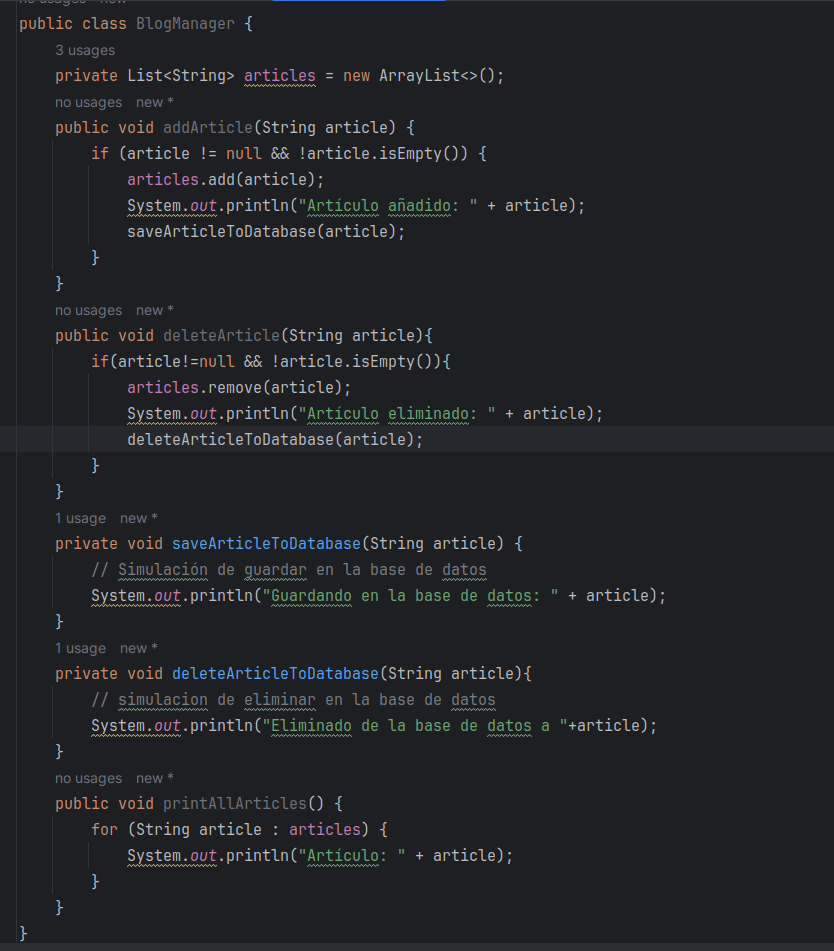 no usages new
public class BlogManager {
3 usages
private List<String> articles = new ArrayList<>();
no usages new *
public void addArticle(String article) {
if (article != null && !article.isEmpty()) {
articles.add(article);
System.out.println("Artículo añadido: " + article);
saveArticleToDatabase(article);
}
}
no usages new *
public void deleteArticle(String article){
if(article!=null && !article.isEmpty()){
articles.remove(article);
System.out.println("Artículo eliminado: " + article);
deleteArticleToDatabase(article);
}
}
1 usage new *
private void saveArticleToDatabase(String article) {
// Simulación de guardar en la base de datos
System.out.println("Guardando en la base de datos: " + article);
}
1 usage new *
private void deleteArticleToDatabase(String article){
// simulacion de eliminar en la base de datos
System.out.println("Eliminado de la base de datos a "+article);
}
no usages new *
public void printAllArticles() {
for (String article : articles) {
System.out.println("Artículo: " + article);
}
}
}